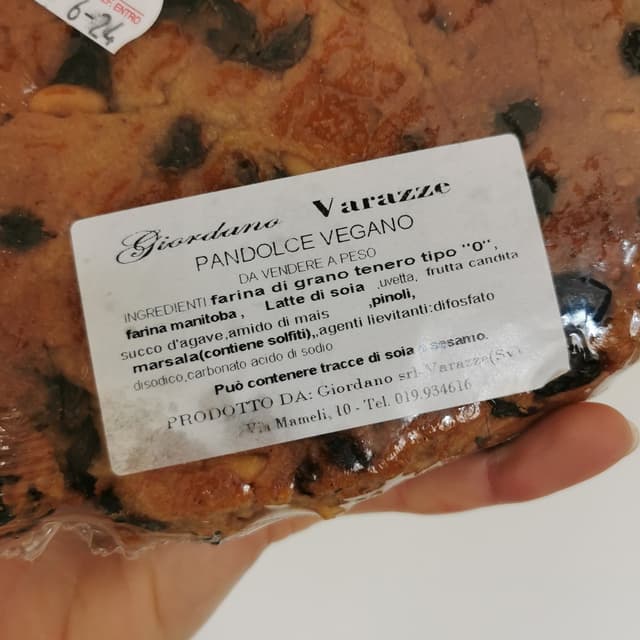 ENTRO
6-24
Giordano Varazze
PANDOLCE VEGANO
DA VENDERE A PESO
INGREDIENTI farina di grano tenero tipo "0",
farina manitoba, Latte di soia ,uvetta, frutta candita
succo d'agave,amido di mais ,pinoli,
marsala(contiene solfiti),,agenti lievitanti:difosfato
disodico,carbonato acido di sodio
Può contenere tracce di soia e sesamo.
PRODOTTO DA: Giordano srl Varazze(Sv)
Via Mameli, 10 - Tel. 019.934616